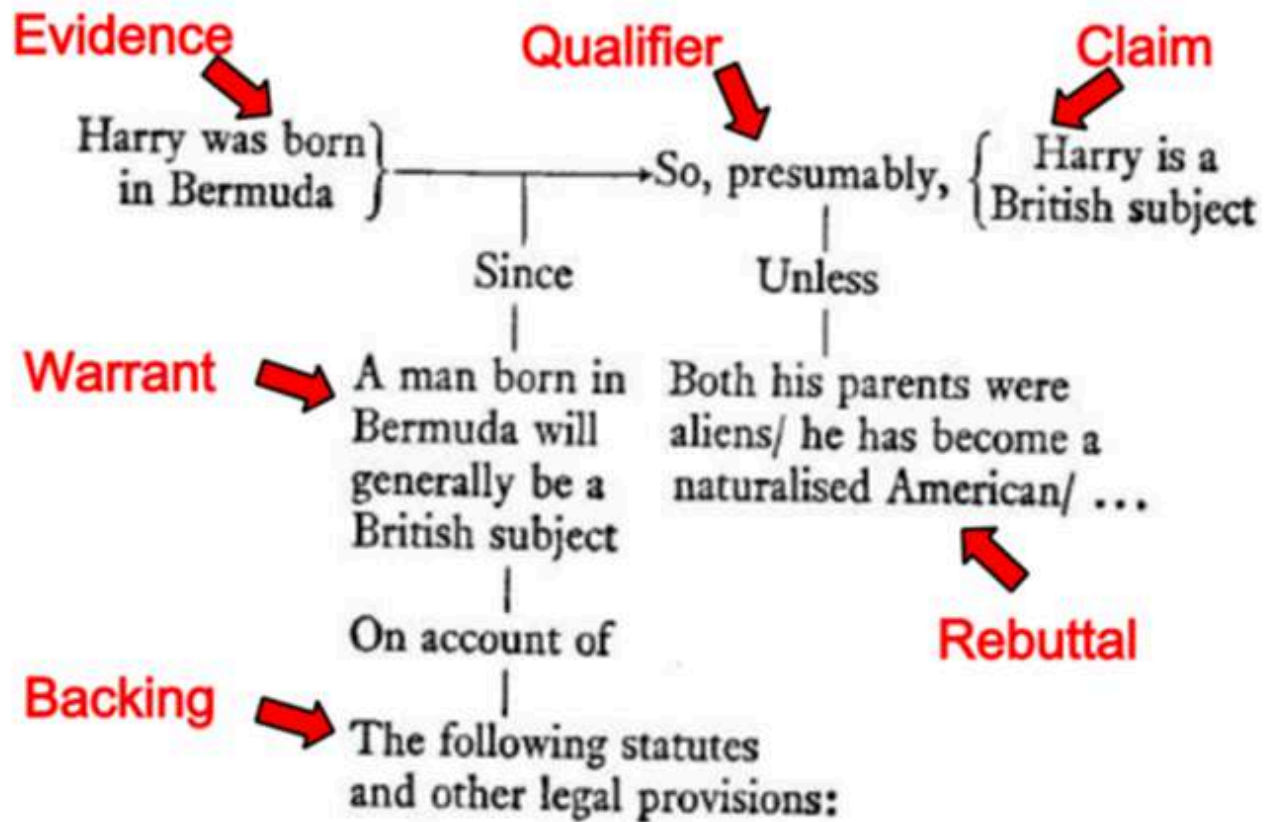 Evidence
Qualifier
Claim
Harry was born
in Bermuda
So, presumably,
Harry is a
British subject
Since
Unless
Warrant
A man born in
Bermuda will
generally be a
British subject
Both his parents were
aliens/ he has become a
naturalised American/ ...
Rebuttal
On account of
Backing
The following statutes
and other legal provisions: